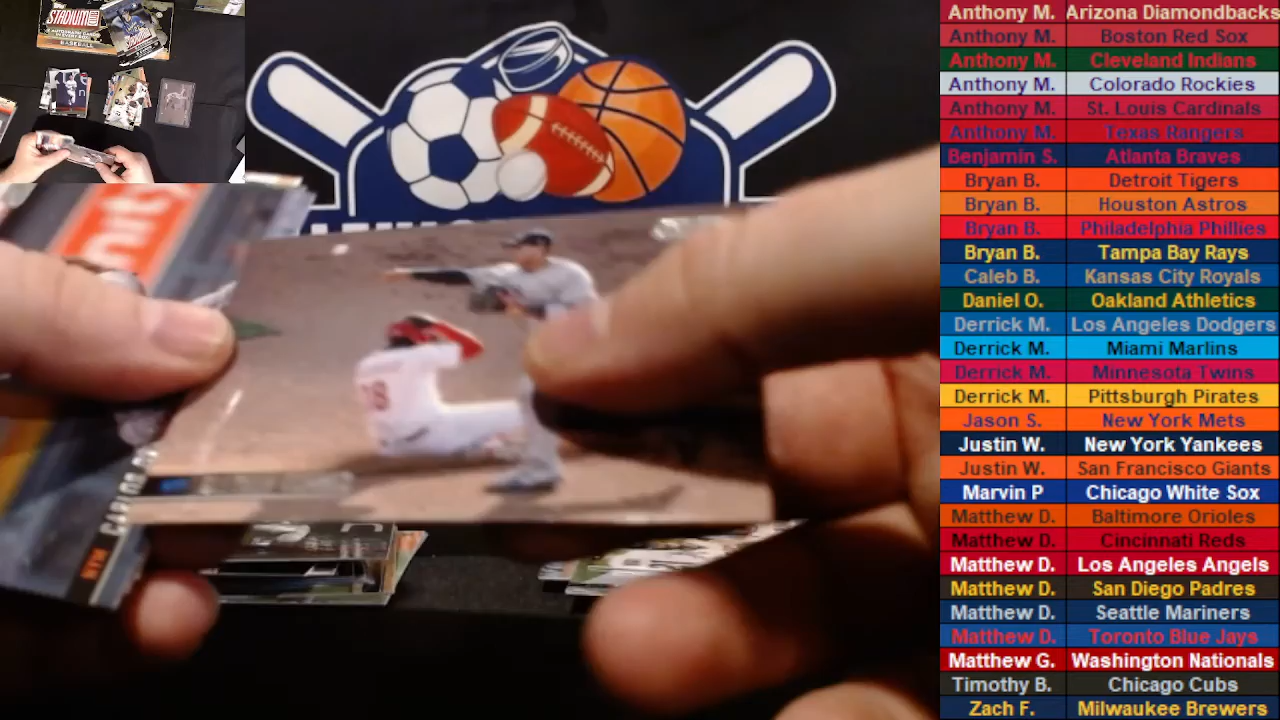 STADIUM
BASEBALL
Anthony M. Arizona Diamondbacks
Anthony M. Boston Red Sox
Anthony M. Cleveland Indians
Anthony M. Colorado Rockies
Anthony M. St. Louis Cardinals
Anthony M. Texas Rangers
Benjamin S. Atlanta Braves
Bryan B. Detroit Tigers
Bryan B. Houston Astros
Bryan B. Philadelphia Phillies
Bryan B. Tampa Bay Rays
Caleb B. Kansas City Royals
Daniel O. Oakland Athletics
Derrick M. Los Angeles Dodgers
Derrick M. Miami Marlins
Derrick M. Minnesota Twins
Derrick M. Pittsburgh Pirates
Jason S. New York Mets
Justin W. New York Yankees
Justin W. San Francisco Giants
Marvin P Chicago White Sox
Matthew D. Baltimore Orioles
Matthew D. Cincinnati Reds
Matthew D. Los Angeles Angels
Matthew D. San Diego Padres
Matthew D. Seattle Mariners
Matthew D. Toronto Blue Jays
Matthew G. Washington Nationals
Timothy B. Chicago Cubs
Zach F. Milwaukee Brewers